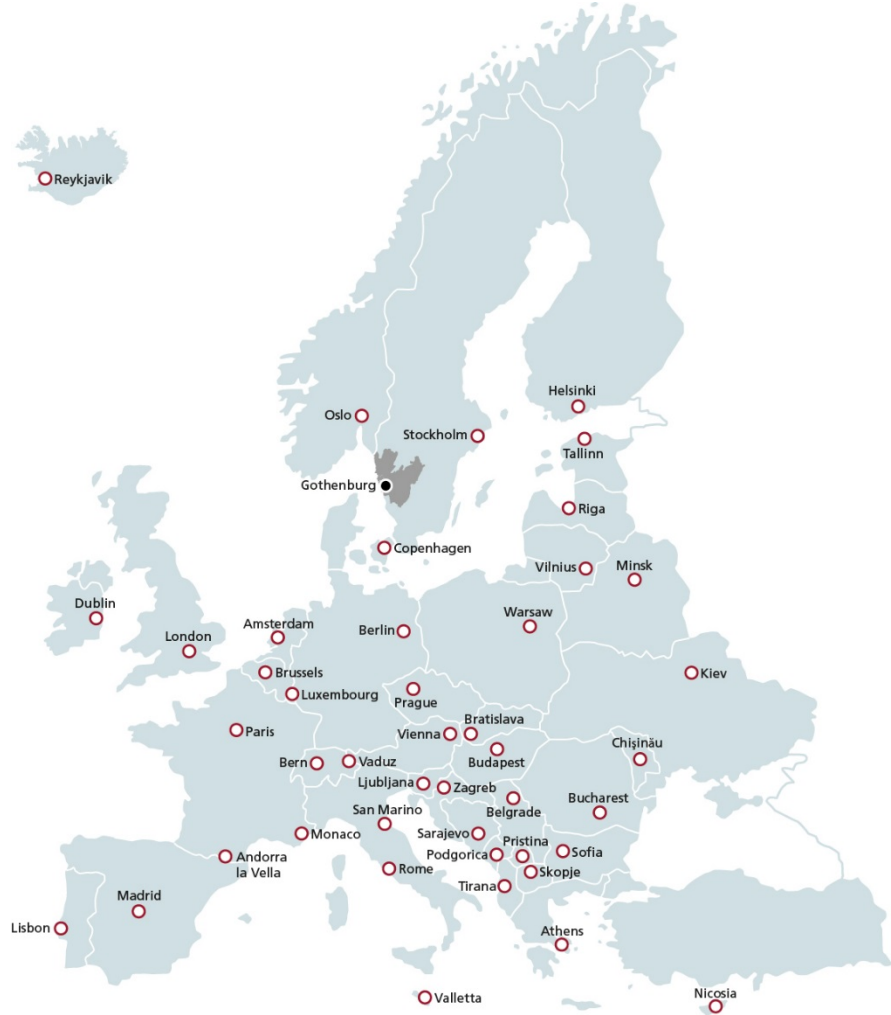 Reykjavik
Helsinki
Oslo
Stockholm
Tallinn
Gothenburg
Riga
Copenhagen
Vilnius
Minsk
Dublin
Warsaw
Amsterdam
Berlin
London
Brussels
Kiev
Luxembourg
Prague
Bratislava
Paris
Vienna
Chişinău
Bern
Vaduz
Budapest
Ljubljana
Zagreb
Bucharest
San Marino
Belgrade
Monaco
Sarajevo
Pristina
Andorra
la Vella
Podgorica
Sofia
Rome
Skopje
Tirana
Madrid
Lisbon
Athens
Nicosia
Valletta